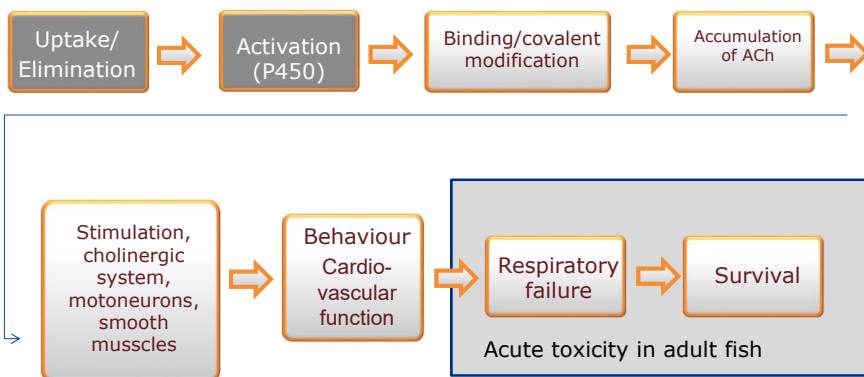 Uptake/
Elimination
Activation
(P450)
Binding/covalent
modification
Accumulation
of ACh
Stimulation,
cholinergic
system,
motoneurons,
smooth
musscles
Behaviour
Cardio-
vascular
function
Respiratory
failure
Survival
Acute toxicity in adult fish